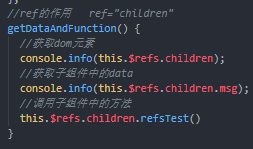 //ref的作用   ref="children"
getDataAndFunction() {
//获取dom元素
console.info(this.$refs.children);
//获取子组件中的data
console.info(this.$refs.children.msg);
//调用子组件中的方法
this.$refs.children.refsTest()
}